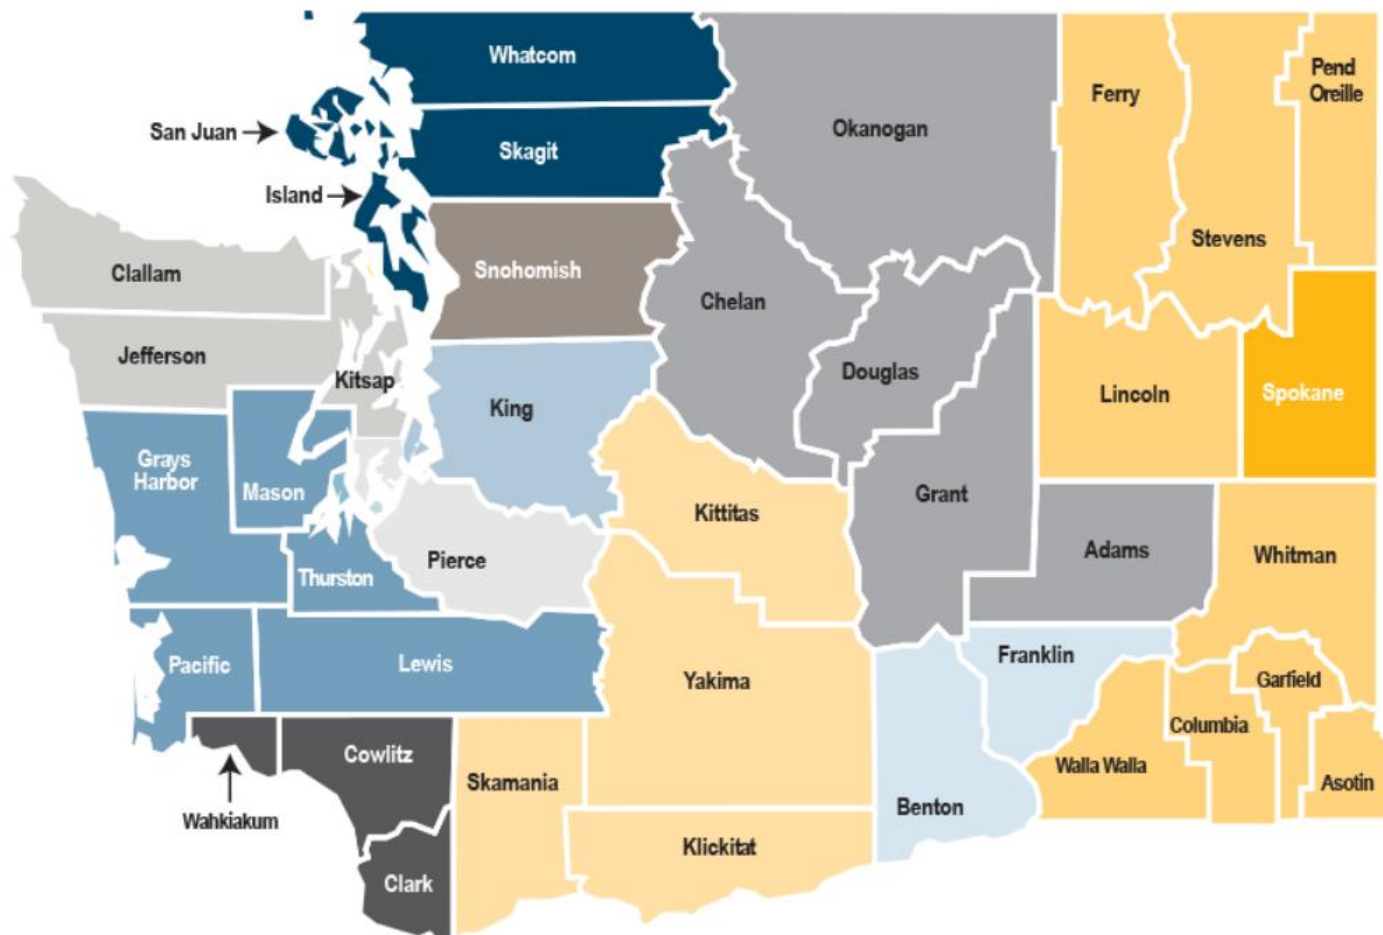 Whatcom
Pend
Oreille
Ferry
Okanogan
San Juan
Skagit
Island
Stevens
Clallam
Snohomish
Chelan
Jefferson
Kitsap
Douglas
Lincoln
Spokane
King
Grays
Harbor
Mason
Grant
Kittitas
Adams
Whitman
Pierce
Thurston
Franklin
Pacific
Lewis
Yakima
Garfield
Columbia
Cowlitz
Walla Walla
Skamania
Asotin
Benton
Wahkiakum
Klickitat
Clark